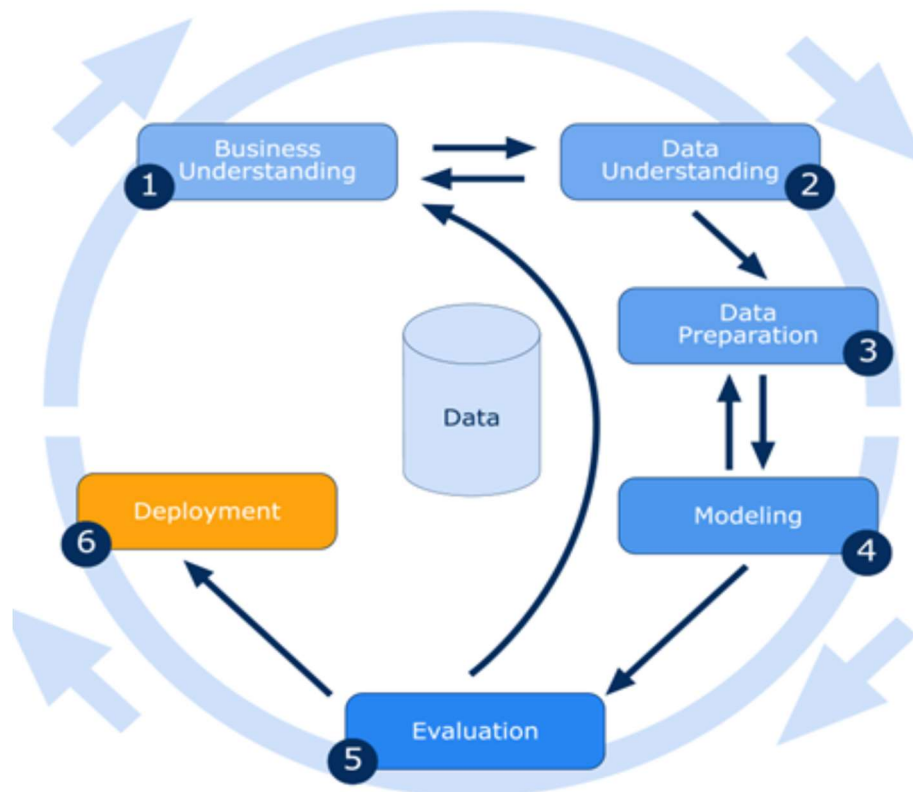 Business
Understanding
1
Data
Understanding
2
Data
Preparation
3
Data
Modeling
4
Deployment
6
Evaluation
5